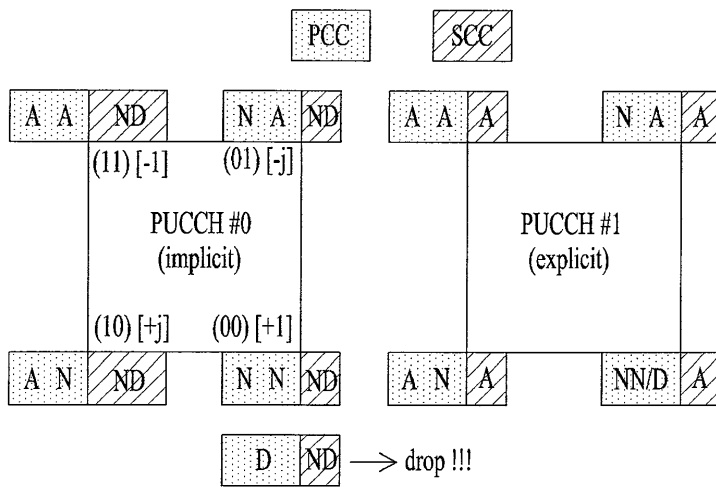 PCC SCC
A A ND N A ND A A A N A A
(11) [-1] (01) [-j]
PUCCH #0 PUCCH #1
(implicit) (explicit)
(10) [+j] (00) [+1]
A N ND N N ND A N A NN/D A
D ND drop !!!